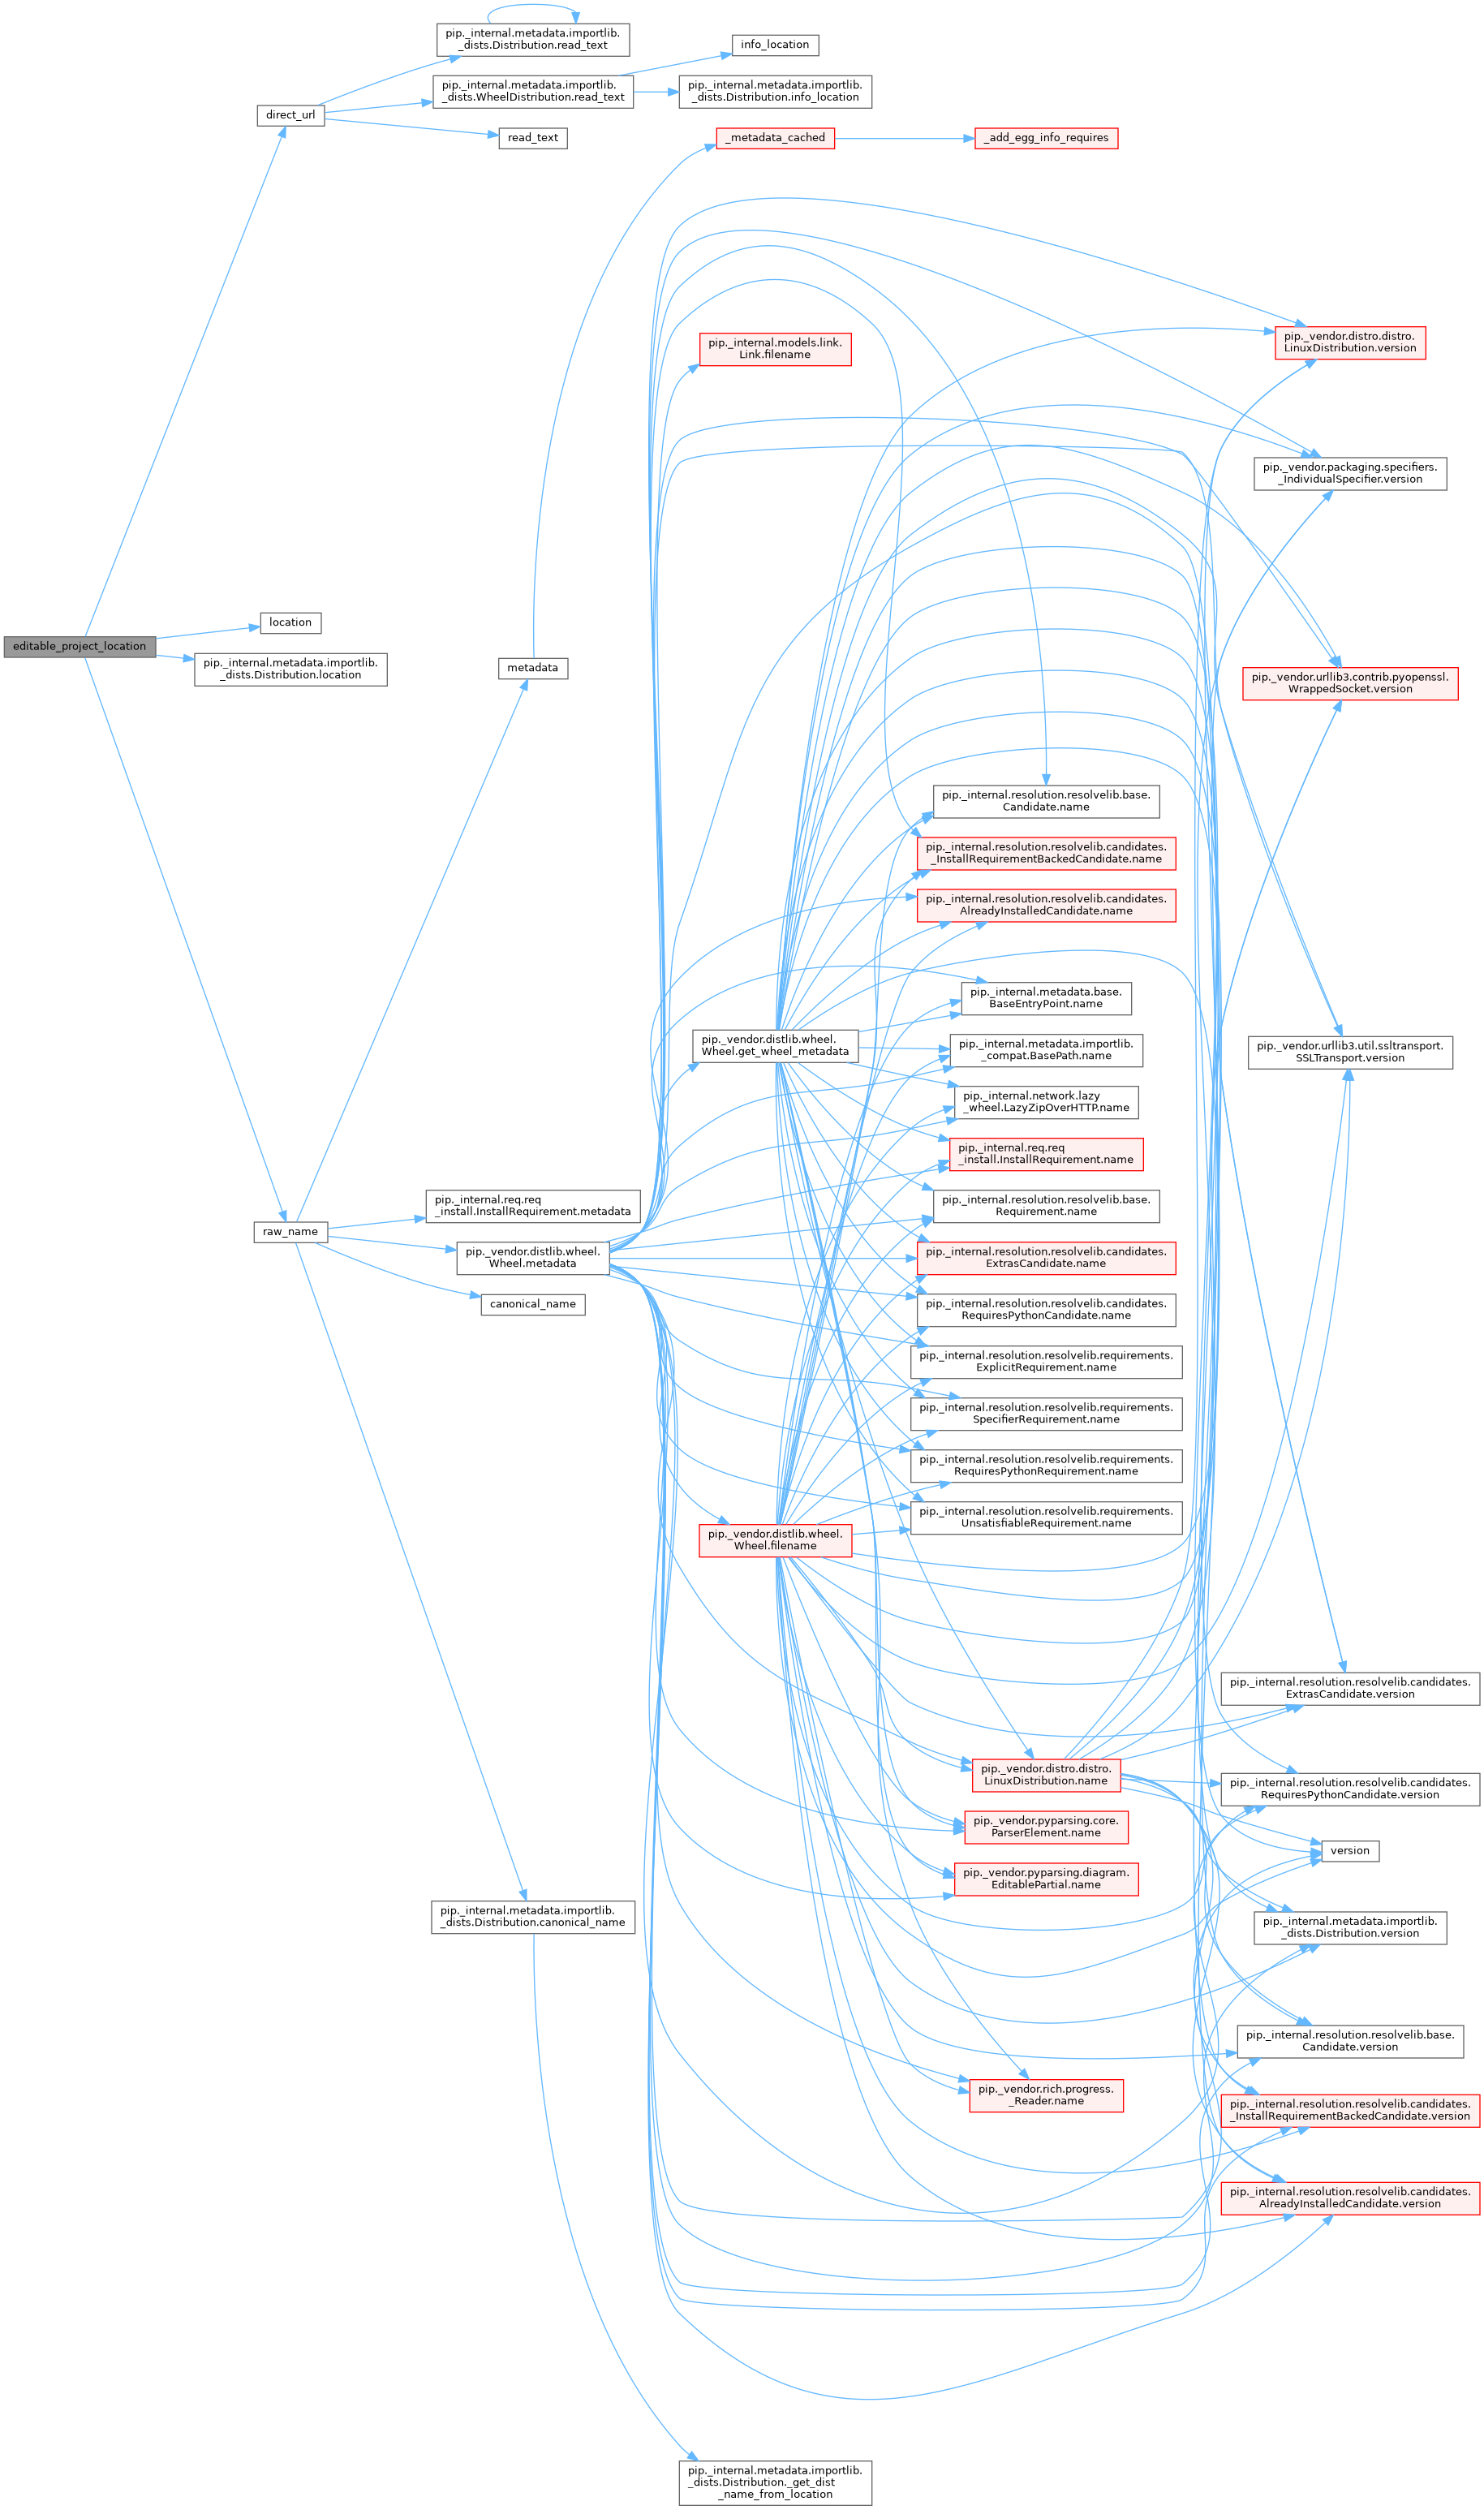 pip._internal.metadata.importlib.
_dists.Distribution.read_text
info_location
pip._internal.metadata.importlib.
_dists.WheelDistribution.read_text
pip._internal.metadata.importlib.
_dists.Distribution.info_location
direct_url
read_text
_metadata_cached
_add_egg_info_requires
pip._internal.models.link.
Link.filename
pip._vendor.distro.distro.
LinuxDistribution.version
pip._vendor.packaging.specifiers.
_IndividualSpecifier.version
editable_project_location
location
pip._internal.metadata.importlib.
_dists.Distribution.location
metadata
pip._vendor.urllib3.contrib.pyopenssl.
WrappedSocket.version
pip._internal.resolution.resolvelib.base.
Candidate.name
pip._internal.resolution.resolvelib.candidates.
_InstallRequirementBackedCandidate.name
pip._internal.resolution.resolvelib.candidates.
AlreadyInstalledCandidate.name
pip._internal.metadata.base.
BaseEntryPoint.name
pip._vendor.distlib.wheel.
Wheel.get_wheel_metadata
pip._internal.metadata.importlib.
_compat.BasePath.name
pip._vendor.urllib3.util.ssltransport.
SSLTransport.version
pip._internal.network.lazy
_wheel.LazyZipOverHTTP.name
pip._internal.req.req
_install.InstallRequirement.name
pip._internal.req.req
_install.InstallRequirement.metadata
pip._internal.resolution.resolvelib.base.
Requirement.name
raw_name
pip._vendor.distlib.wheel.
Wheel.metadata
pip._internal.resolution.resolvelib.candidates.
ExtrasCandidate.name
canonical_name
pip._internal.resolution.resolvelib.candidates.
RequiresPythonCandidate.name
pip._internal.resolution.resolvelib.requirements.
ExplicitRequirement.name
pip._internal.resolution.resolvelib.requirements.
SpecifierRequirement.name
pip._internal.resolution.resolvelib.requirements.
RequiresPythonRequirement.name
pip._internal.resolution.resolvelib.requirements.
UnsatisfiableRequirement.name
pip._vendor.distlib.wheel.
Wheel.filename
pip._internal.resolution.resolvelib.candidates.
ExtrasCandidate.version
pip._vendor.distro.distro.
LinuxDistribution.name
pip._internal.resolution.resolvelib.candidates.
RequiresPythonCandidate.version
pip._vendor.pyparsing.core.
ParserElement.name
version
pip._vendor.pyparsing.diagram.
EditablePartial.name
pip._internal.metadata.importlib.
_dists.Distribution.canonical_name
pip._internal.metadata.importlib.
_dists.Distribution.version
pip._internal.resolution.resolvelib.base.
Candidate.version
pip._vendor.rich.progress.
_Reader.name
pip._internal.resolution.resolvelib.candidates.
_InstallRequirementBackedCandidate.version
pip._internal.resolution.resolvelib.candidates.
AlreadyInstalledCandidate.version
pip._internal.metadata.importlib.
_dists.Distribution._get_dist
_name_from_location